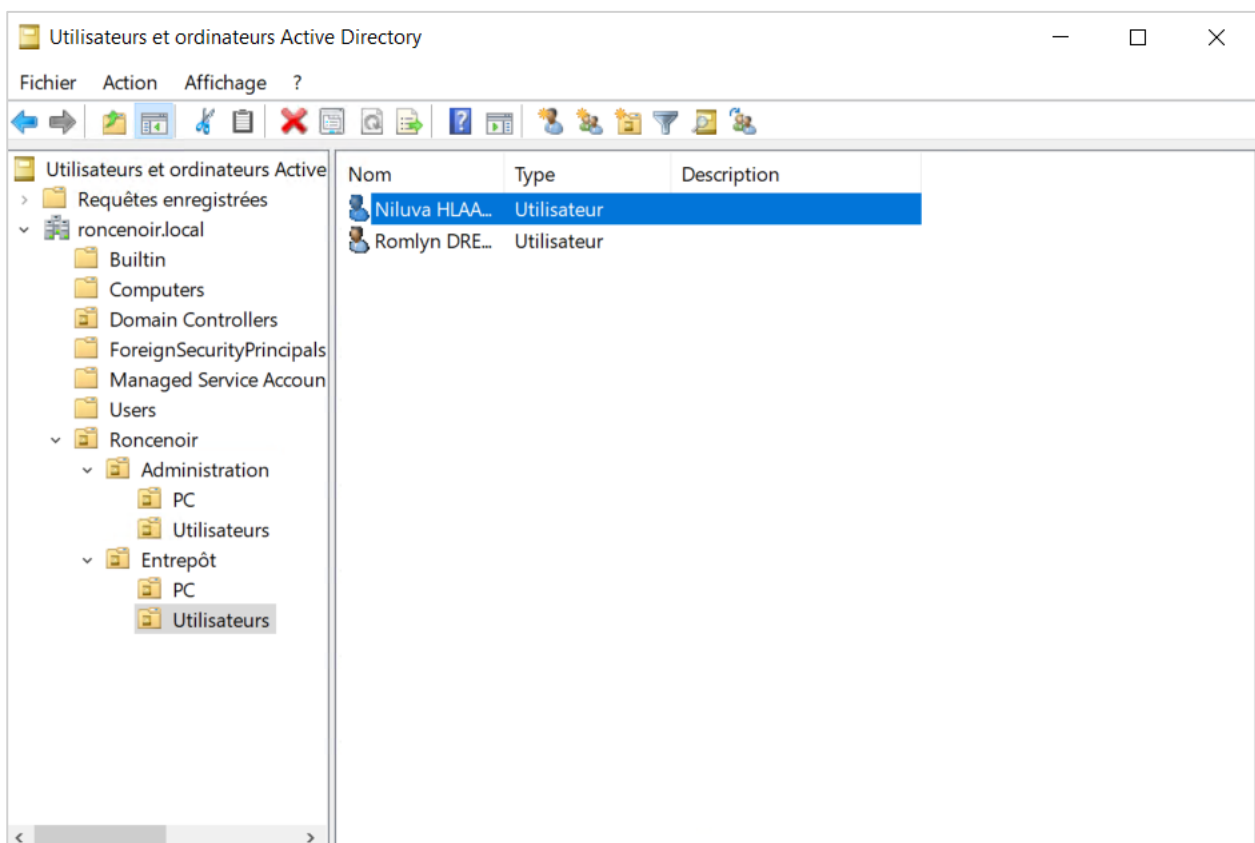 Utilisateurs et ordinateurs Active Directory
Fichier Action Affichage ?
Utilisateurs et ordinateurs Active
Requêtes enregistrées
roncenoir.local
Builtin
Computers
Domain Controllers
ForeignSecurityPrincipals
Managed Service Accoun
Users
Roncenoir
Administration
PC
Utilisateurs
Entrepôt
PC
Utilisateurs
Nom Type Description
Niluva HLAA... Utilisateur
Romlyn DRE... Utilisateur